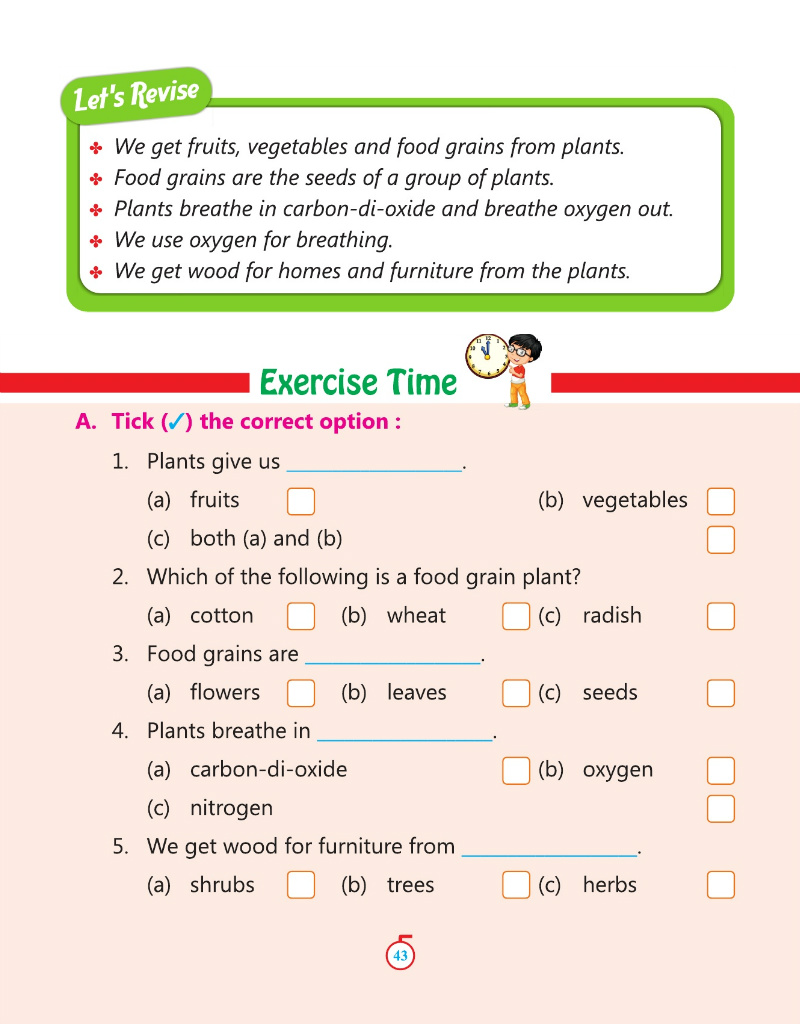 Let's Revise
✤ We get fruits, vegetables and food grains from plants.
✤ Food grains are the seeds of a group of plants.
✤ Plants breathe in carbon-di-oxide and breathe oxygen out.
✤ We use oxygen for breathing.
✤ We get wood for homes and furniture from the plants.
Exercise Time
A. Tick (✓) the correct option :
1. Plants give us ________________.
(a) fruits (b) vegetables
(c) both (a) and (b)
2. Which of the following is a food grain plant?
(a) cotton (b) wheat (c) radish
3. Food grains are ________________.
(a) flowers (b) leaves (c) seeds
4. Plants breathe in ________________.
(a) carbon-di-oxide (b) oxygen
(c) nitrogen
5. We get wood for furniture from ________________.
(a) shrubs (b) trees (c) herbs
43